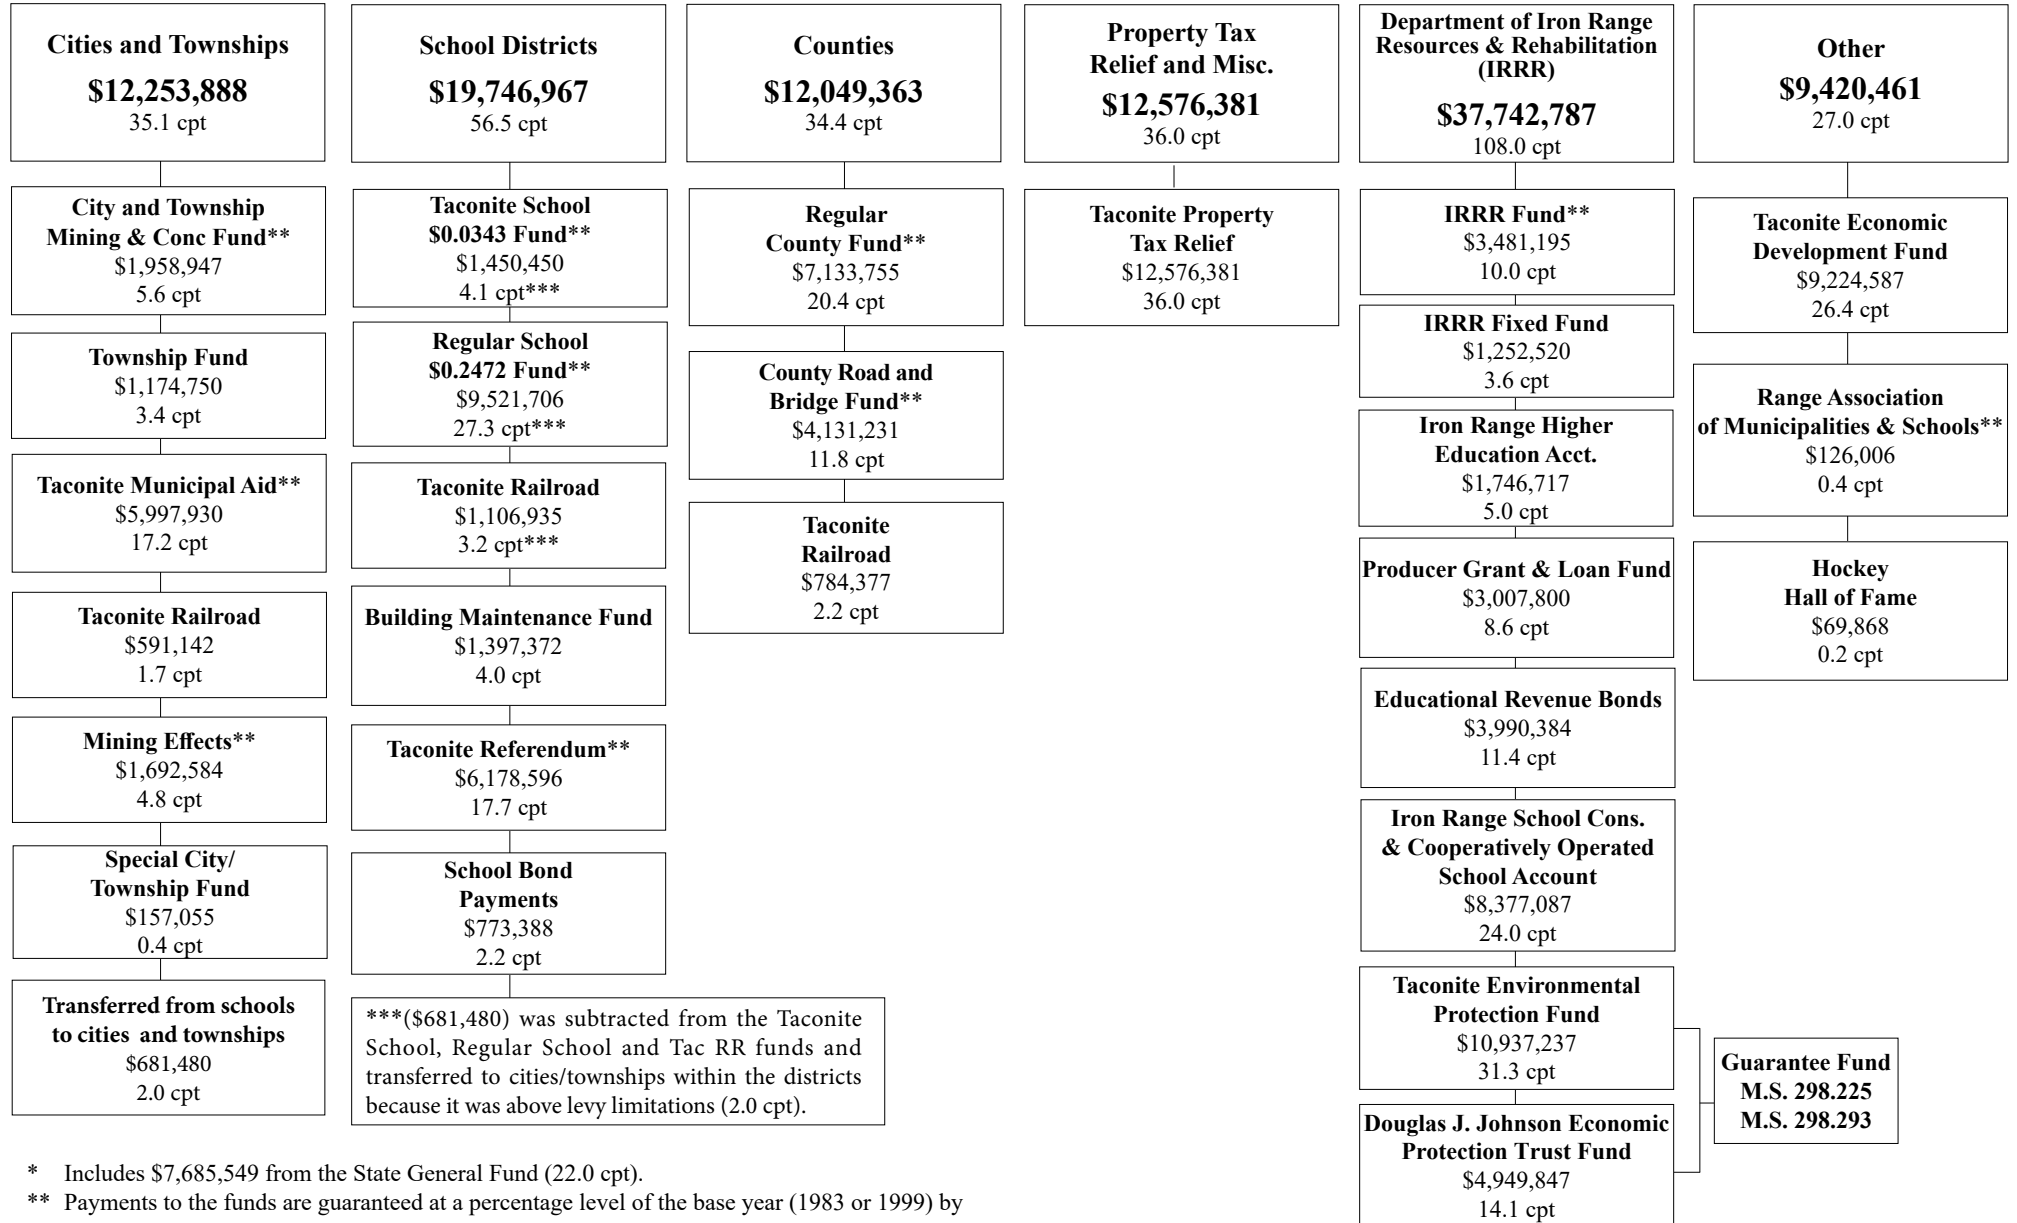 Cities and Townships
$12,253,888
35.1 cpt
City and Township
Mining & Conc Fund**
$1,958,947
5.6 cpt
Township Fund
$1,174,750
3.4 cpt
Taconite Municipal Aid**
$5,997,930
17.2 cpt
Taconite Railroad
$591,142
1.7 cpt
Mining Effects**
$1,692,584
4.8 cpt
Special City/
Township Fund
$157,055
0.4 cpt
Transferred from schools
to cities and townships
$681,480
2.0 cpt
School Districts
$19,746,967
56.5 cpt
Taconite School
$0.0343 Fund**
$1,450,450
4.1 cpt***
Regular School
$0.2472 Fund**
$9,521,706
27.3 cpt***
Taconite Railroad
$1,106,935
3.2 cpt***
Building Maintenance Fund
$1,397,372
4.0 cpt
Taconite Referendum**
$6,178,596
17.7 cpt
School Bond
Payments
$773,388
2.2 cpt
***($681,480) was subtracted from the Taconite
School, Regular School and Tac RR funds and
transferred to cities/townships within the districts
because it was above levy limitations (2.0 cpt).
Counties
$12,049,363
34.4 cpt
Regular
County Fund**
$7,133,755
20.4 cpt
County Road and
Bridge Fund**
$4,131,231
11.8 cpt
Taconite
Railroad
$784,377
2.2 cpt
Property Tax
Relief and Misc.
$12,576,381
36.0 cpt
Taconite Property
Tax Relief
$12,576,381
36.0 cpt
Department of Iron Range
Resources & Rehabilitation
(IRRR)
$37,742,787
108.0 cpt
IRRR Fund**
$3,481,195
10.0 cpt
IRRR Fixed Fund
$1,252,520
3.6 cpt
Iron Range Higher
Education Acct.
$1,746,717
5.0 cpt
Producer Grant & Loan Fund
$3,007,800
8.6 cpt
Educational Revenue Bonds
$3,990,384
11.4 cpt
Iron Range School Cons.
& Cooperatively Operated
School Account
$8,377,087
24.0 cpt
Taconite Environmental
Protection Fund
$10,937,237
31.3 cpt
Douglas J. Johnson Economic
Protection Trust Fund
$4,949,847
14.1 cpt
Guarantee Fund
M.S. 298.225
M.S. 298.293
Other
$9,420,461
27.0 cpt
Taconite Economic
Development Fund
$9,224,587
26.4 cpt
Range Association
of Municipalities & Schools**
$126,006
0.4 cpt
Hockey
Hall of Fame
$69,868
0.2 cpt
* Includes $7,685,549 from the State General Fund (22.0 cpt).
** Payments to the funds are guaranteed at a percentage level of the base year (1983 or 1999) by